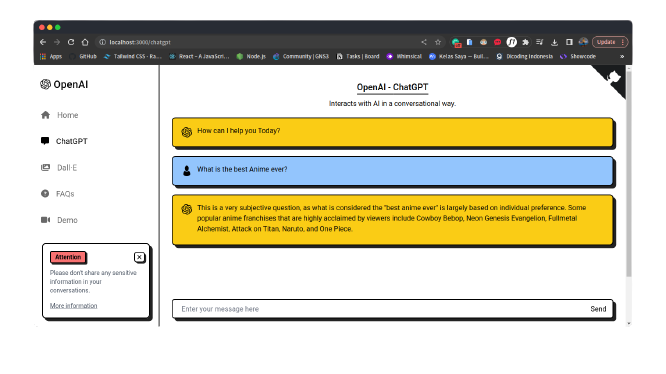 localhost:3000/chatgpt
Update
Apps
GitHub
Tailwind CSS - Ra...
React - A JavaScri...
Node.js
Community | GNS3
Tasks | Board
Whimsical
Kelas Saya — Buil...
Dicoding Indonesia
Showcode
»
OpenAI
Home
ChatGPT
Dall·E
FAQs
Demo
Attention
Please don't share any sensitive
information in your
conversations.
More information
OpenAI - ChatGPT
Interacts with AI in a conversational way.
How can I help you Today?
What is the best Anime ever?
This is a very subjective question, as what is considered the "best anime ever" is largely based on individual preference. Some
popular anime franchises that are highly acclaimed by viewers include Cowboy Bebop, Neon Genesis Evangelion, Fullmetal
Alchemist, Attack on Titan, Naruto, and One Piece.
Enter your message here
Send